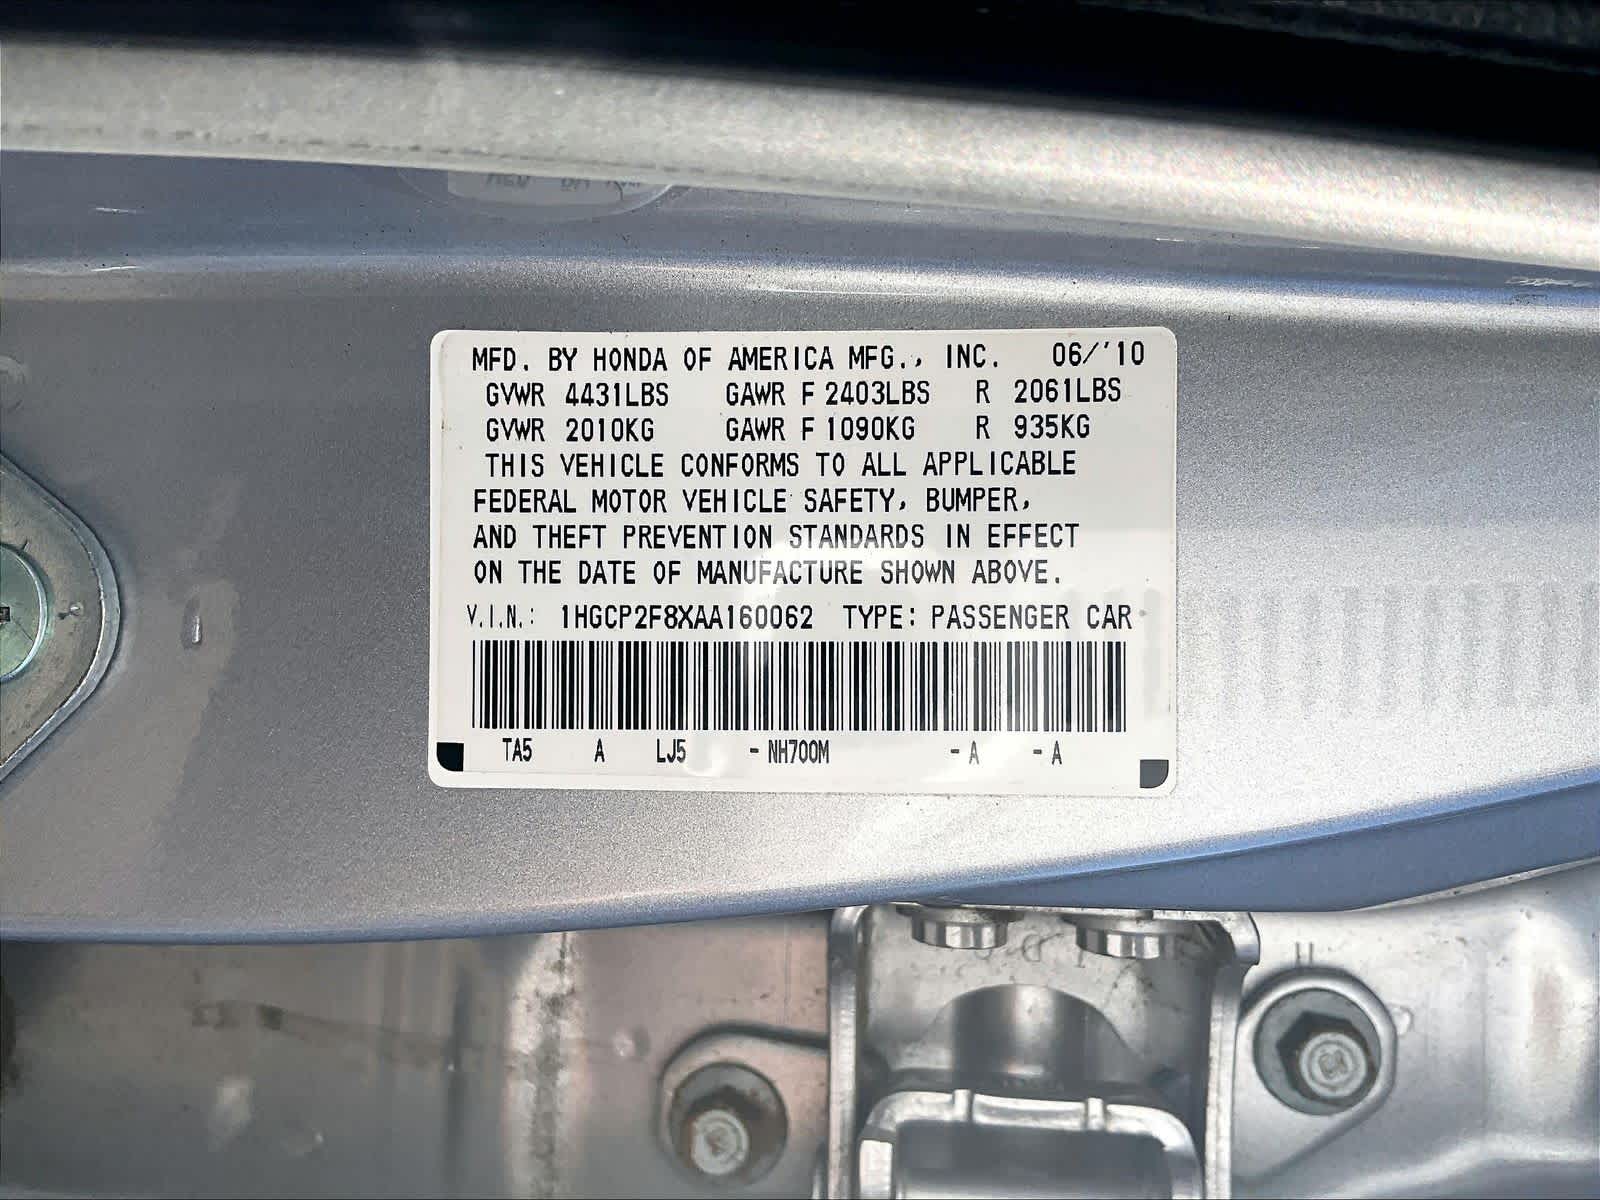 MFD. BY HONDA OF AMERICA MFG., INC. 06/'10
GVWR 4431LBS GAWR F 2403LBS R 2061LBS
GVWR 2010KG GAWR F 1090KG R 935KG
THIS VEHICLE CONFORMS TO ALL APPLICABLE
FEDERAL MOTOR VEHICLE SAFETY, BUMPER,
AND THEFT PREVENTION STANDARDS IN EFFECT
ON THE DATE OF MANUFACTURE SHOWN ABOVE.
V.I.N.: 1HGCP2F8XAA160062 TYPE: PASSENGER CAR
TA5 A LJ5 -NH700M -A -A